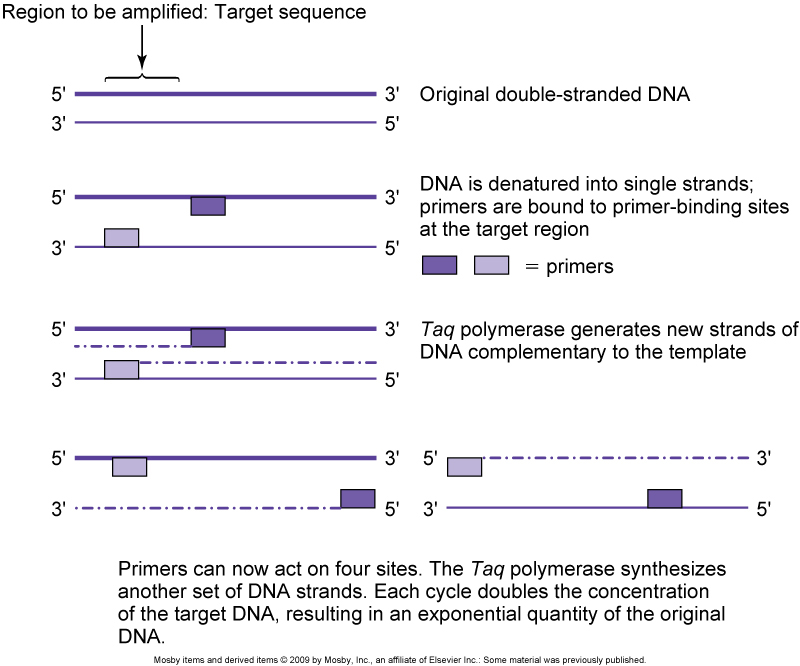 Region to be amplified: Target sequence
5' 3' Original double-stranded DNA
3' 5'
DNA is denatured into single strands;
5' 3' primers are bound to primer-binding sites
at the target region
3' 5'
= primers
5' 3' Taq polymerase generates new strands of
DNA complementary to the template
3' 5'
5' 3' 5' 3'
3' 5' 3' 5'
Primers can now act on four sites. The Taq polymerase synthesizes
another set of DNA strands. Each cycle doubles the concentration
of the target DNA, resulting in an exponential quantity of the original
DNA.
Mosby items and derived items © 2009 by Mosby, Inc., an affiliate of Elsevier Inc.: Some material was previously published.